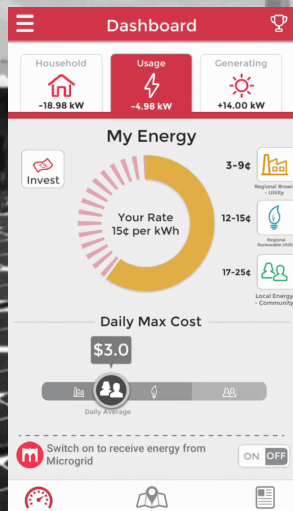 Dashboard
Household
Usage
Generating
-18.98 kW
-4.98 kW
+14.00 kW
My Energy
Invest
Your Rate
15¢ per kWh
3-9¢
Regional Brown
- Utility
12-15¢
Regional
Renewable Utility
17-25¢
Local Energy
- Community
Daily Max Cost
$3.0
Daily Average
Switch on to receive energy from
Microgrid
ON OFF